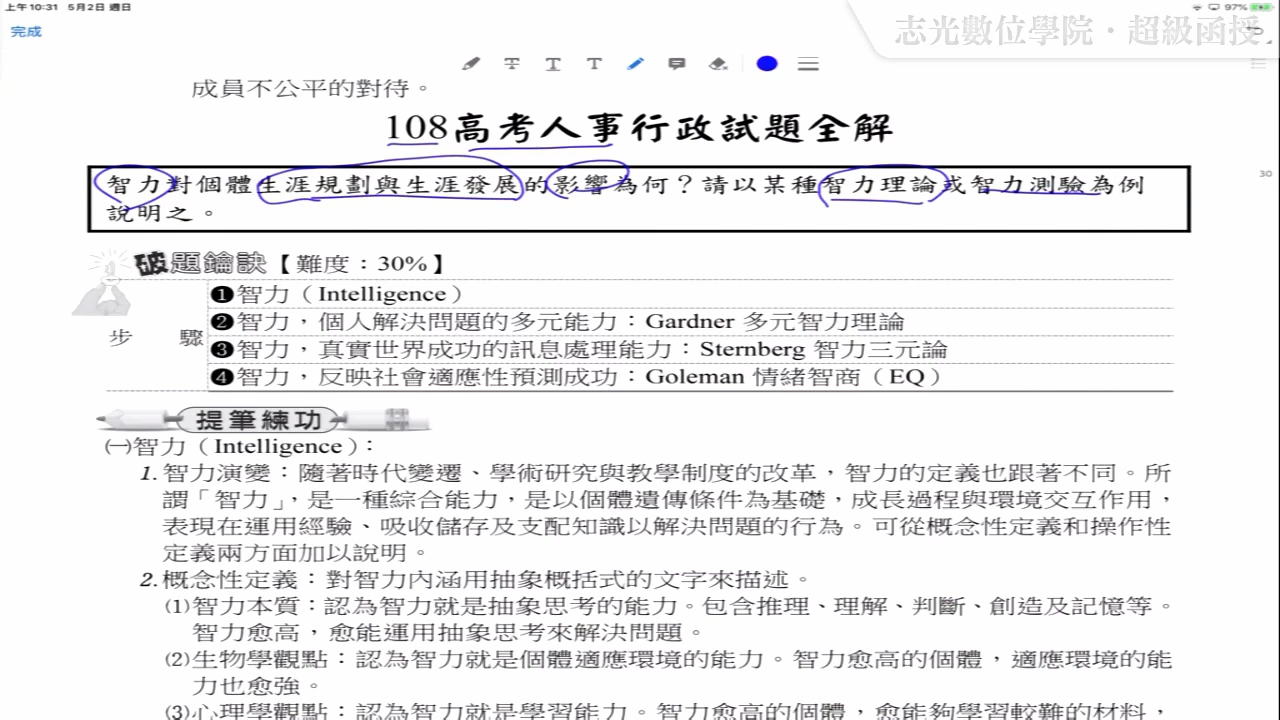 上午10:31 5月2日 週日
97%
完成
志光數位學院·超級函授
成員不公平的對待。
108高考人事行政試題全解
30
智力對個體生涯規劃與生涯發展的影響為何？請以某種智力理論或智力測驗為例
說明之。
破題鑰訣【難度：30%】
步驟
❶智力（Intelligence）
❷智力，個人解決問題的多元能力：Gardner 多元智力理論
❸智力，真實世界成功的訊息處理能力：Sternberg 智力三元論
❹智力，反映社會適應性預測成功：Goleman 情緒智商（EQ）
提筆練功
㈠智力（Intelligence）：
1.智力演變：隨著時代變遷、學術研究與教學制度的改革，智力的定義也跟著不同。所
謂「智力」，是一種綜合能力，是以個體遺傳條件為基礎，成長過程與環境交互作用，
表現在運用經驗、吸收儲存及支配知識以解決問題的行為。可從概念性定義和操作性
定義兩方面加以說明。
2.概念性定義：對智力內涵用抽象概括式的文字來描述。
⑴智力本質：認為智力就是抽象思考的能力。包含推理、理解、判斷、創造及記憶等。
智力愈高，愈能運用抽象思考來解決問題。
⑵生物學觀點：認為智力就是個體適應環境的能力。智力愈高的個體，適應環境的能
力也愈強。
⑶心理學觀點：認為智力就是學習能力。智力愈高的個體，愈能夠學習較難的材料，